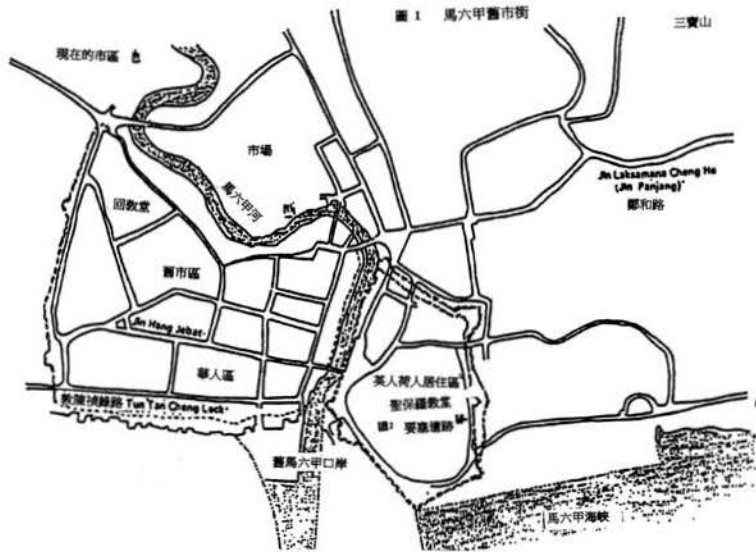 圖 1 馬六甲舊市街
三寶山
現在的市區
市場
馬六甲河
Jln Laksamana Cheng Ho
(Jln Panjang)
鄭和路
回教堂
舊市區
Jln Hang Jebat
華人區
敦陳禎錄路 Tun Tan Cheng Lock
英人荷人居住區
聖保羅教堂
要塞遺跡
舊馬六甲口岸
馬六甲海峽